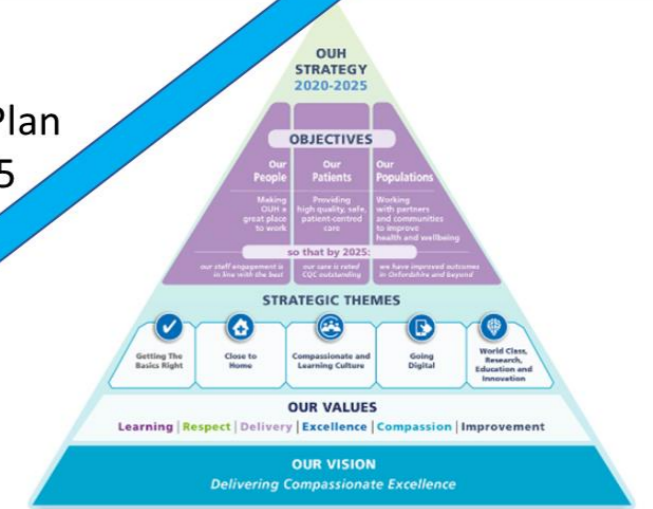 Plan
5
OUH
STRATEGY
2020-2025
OBJECTIVES
Our
People
Making
OUH a
great place
to work
Our
Patients
Providing
high quality, safe,
patient-centred
care
Our
Populations
Working
with partners
and communities
to improve
health and wellbeing
so that by 2025:
our staff engagement is
in line with the best
our care is rated
CQC outstanding
we have improved outcomes
in Oxfordshire and beyond
STRATEGIC THEMES
Getting The
Basics Right
Close to
Home
Compassionate and
Learning Culture
Going
Digital
World Class,
Research,
Education and
Innovation
OUR VALUES
Learning | Respect | Delivery | Excellence | Compassion | Improvement
OUR VISION
Delivering Compassionate Excellence